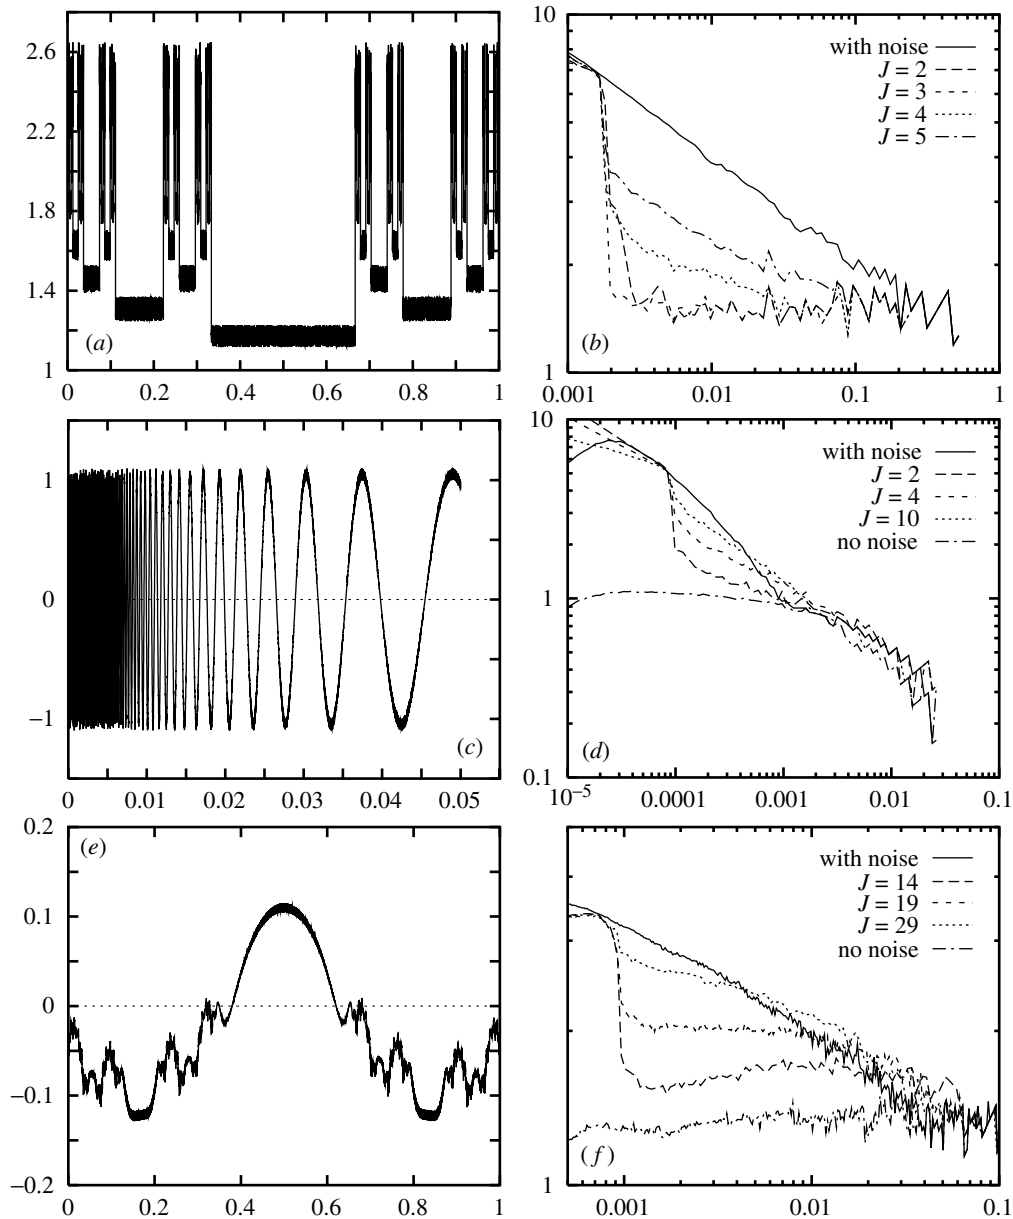 2.6
2.2
1.8
1.4
1
(a)
0 0.2 0.4 0.6 0.8 1
10
with noise
J = 2
J = 3
J = 4
J = 5
(b)
1
0.001 0.01 0.1 1
1
0
−1
(c)
0 0.01 0.02 0.03 0.04 0.05
10
with noise
J = 2
J = 4
J = 10
no noise
1
(d)
0.1
10−5 0.0001 0.001 0.01 0.1
0.2
(e)
0.1
0
−0.1
−0.2
0 0.2 0.4 0.6 0.8 1
with noise
J = 14
J = 19
J = 29
no noise
(f)
1
0.001 0.01 0.1